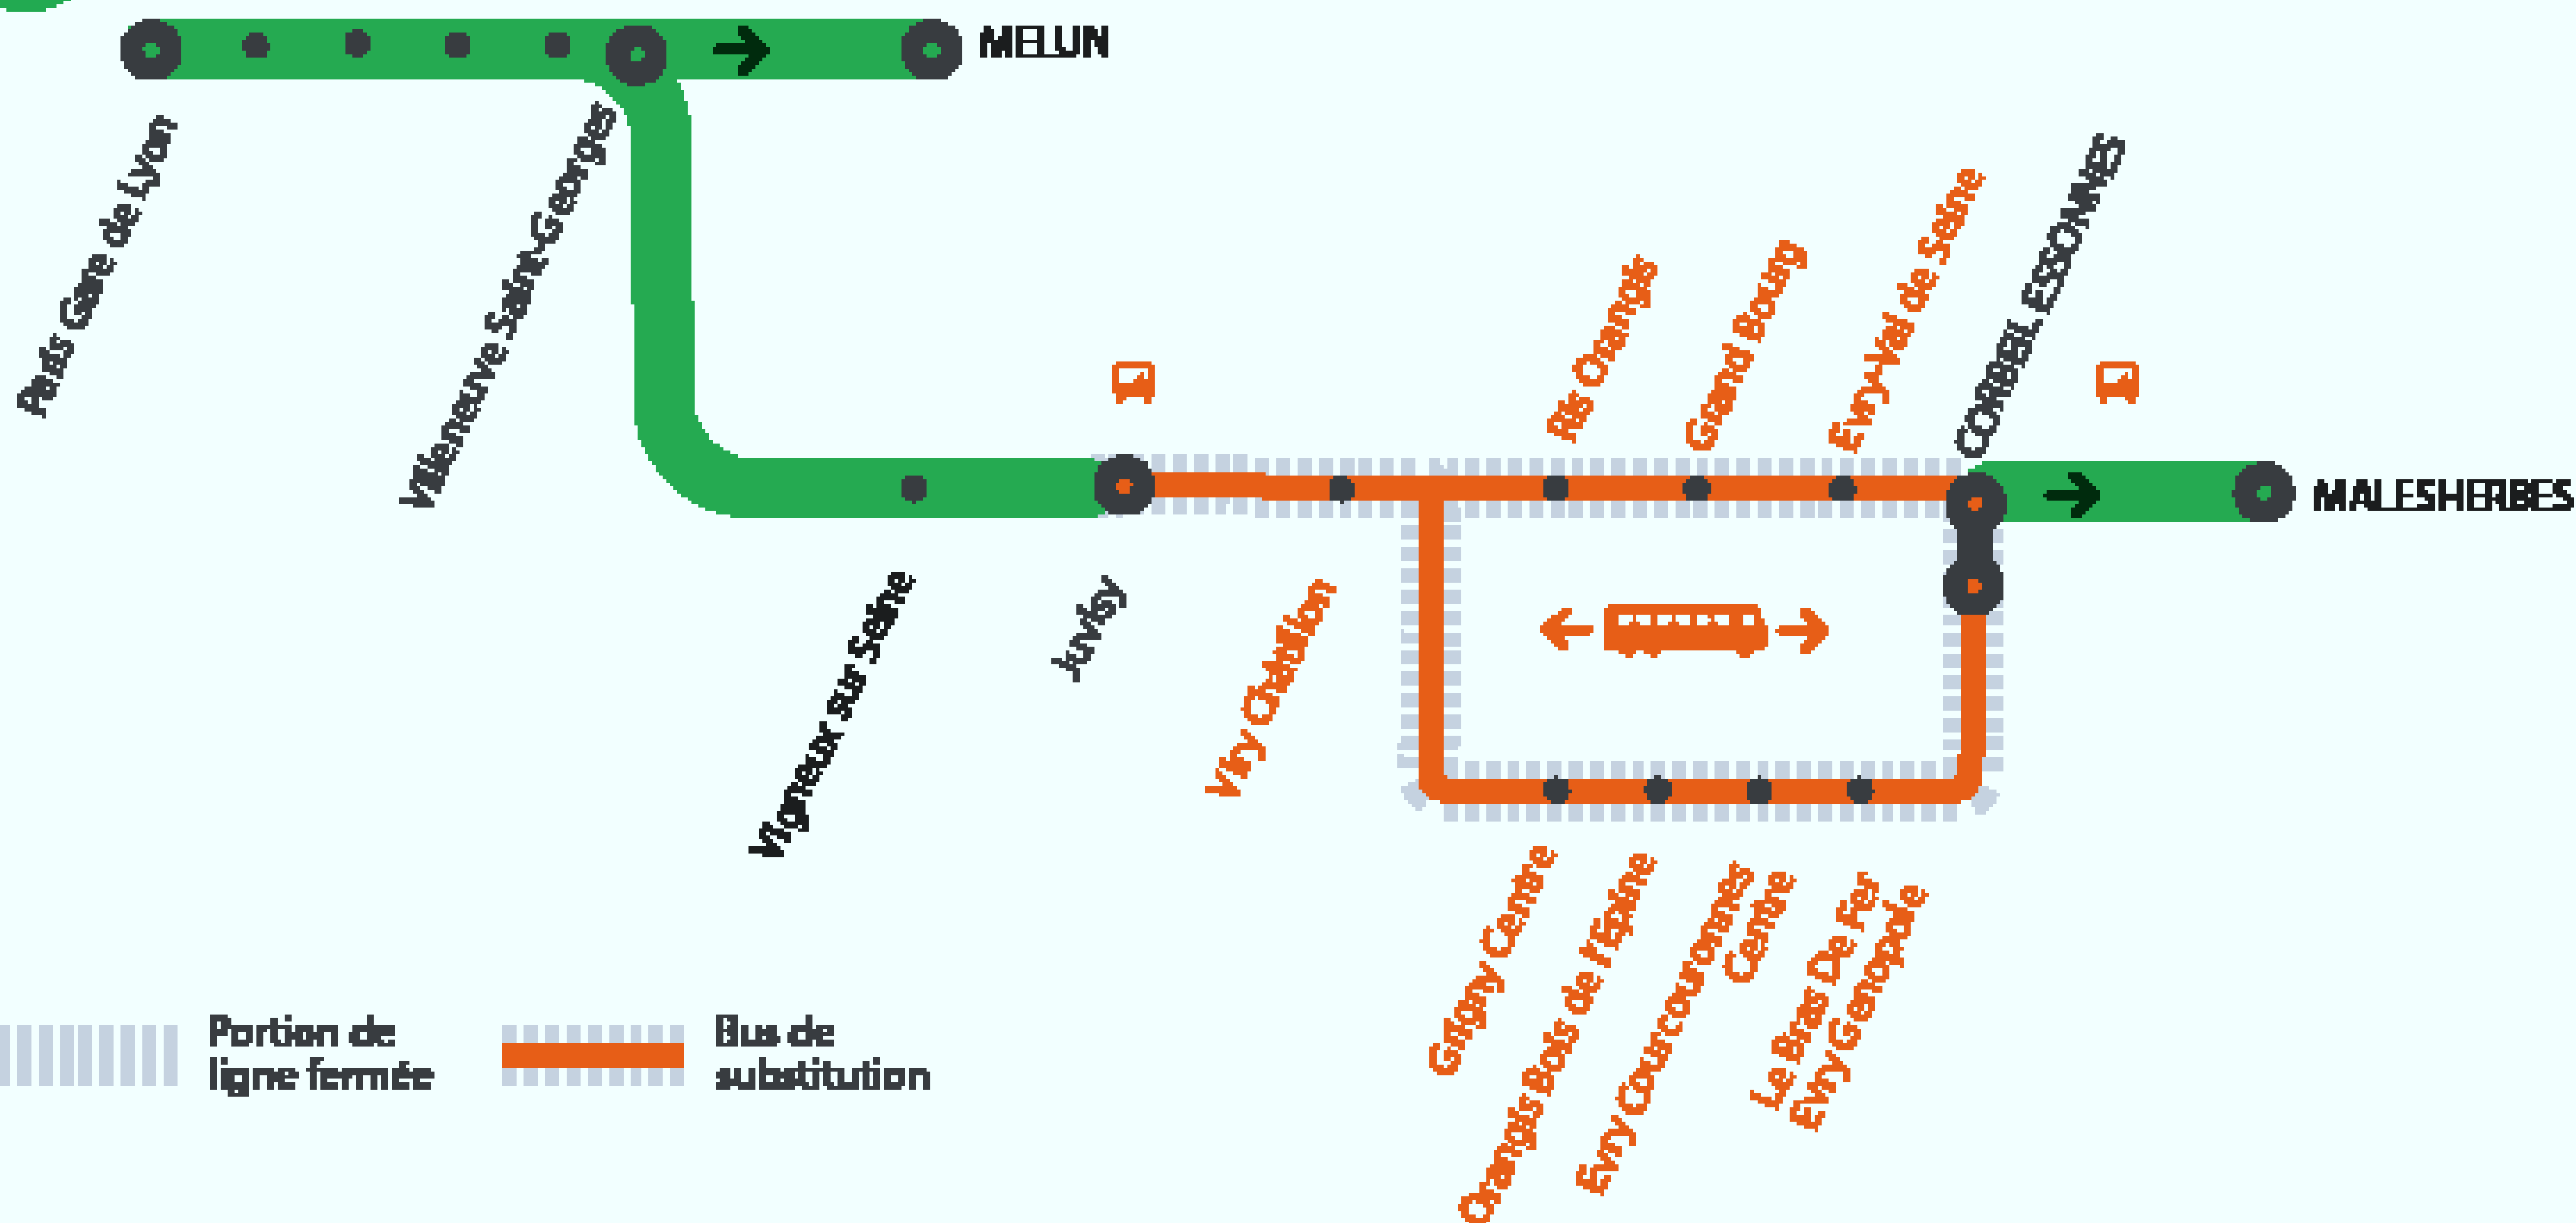 MELUN
Paris Gare de Lyon
Villeneuve Saint-Georges
Ris Orangis
Grand Bourg
Evry-Val de Seine
CORBEIL ESSONNES
MALESHERBES
Vigneux sur Seine
Juvisy
Viry Chatillon
Grigny Centre
Orangis Bois de l'Epine
Evry Courcouronnes
Centre
Le Bras De Fer
Evry Genopole
Portion de
ligne fermée
Bus de
substitution